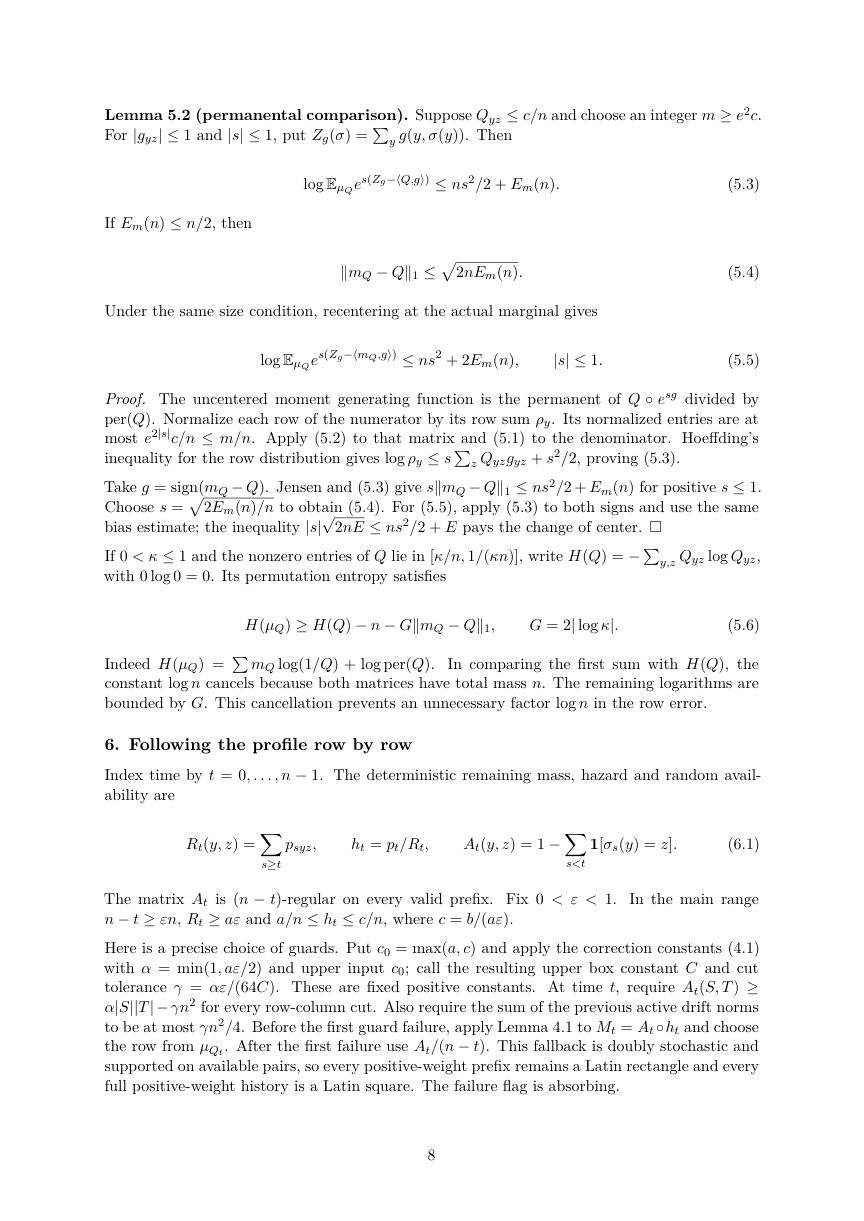 Lemma 5.2 (permanental comparison). Suppose Q_{yz} ≤ c/n and choose an integer m ≥ e²c.
For |g_{yz}| ≤ 1 and |s| ≤ 1, put Z_g(σ) = ∑_y g(y, σ(y)). Then
log 𝔼_{μ_Q} e^{s(Z_g−⟨Q,g⟩)} ≤ ns²/2 + E_m(n). (5.3)
If E_m(n) ≤ n/2, then
‖m_Q − Q‖₁ ≤ √(2nE_m(n)). (5.4)
Under the same size condition, recentering at the actual marginal gives
log 𝔼_{μ_Q} e^{s(Z_g−⟨m_Q,g⟩)} ≤ ns² + 2E_m(n), |s| ≤ 1. (5.5)
Proof. The uncentered moment generating function is the permanent of Q ∘ e^{sg} divided by
per(Q). Normalize each row of the numerator by its row sum ρ_y. Its normalized entries are at
most e^{2|s|}c/n ≤ m/n. Apply (5.2) to that matrix and (5.1) to the denominator. Hoeffding's
inequality for the row distribution gives log ρ_y ≤ s ∑_z Q_{yz}g_{yz} + s²/2, proving (5.3).
Take g = sign(m_Q − Q). Jensen and (5.3) give s‖m_Q − Q‖₁ ≤ ns²/2 + E_m(n) for positive s ≤ 1.
Choose s = √(2E_m(n)/n) to obtain (5.4). For (5.5), apply (5.3) to both signs and use the same
bias estimate; the inequality |s|√(2nE) ≤ ns²/2 + E pays the change of center. □
If 0 < κ ≤ 1 and the nonzero entries of Q lie in [κ/n, 1/(κn)], write H(Q) = − ∑_{y,z} Q_{yz} log Q_{yz},
with 0 log 0 = 0. Its permutation entropy satisfies
H(μ_Q) ≥ H(Q) − n − G‖m_Q − Q‖₁, G = 2| log κ|. (5.6)
Indeed H(μ_Q) = ∑ m_Q log(1/Q) + log per(Q). In comparing the first sum with H(Q), the
constant log n cancels because both matrices have total mass n. The remaining logarithms are
bounded by G. This cancellation prevents an unnecessary factor log n in the row error.
6. Following the profile row by row
Index time by t = 0, . . . , n − 1. The deterministic remaining mass, hazard and random avail-
ability are
R_t(y, z) = ∑_{s≥t} p_{syz}, h_t = p_t/R_t, A_t(y, z) = 1 − ∑_{s<t} 𝟏[σ_s(y) = z]. (6.1)
The matrix A_t is (n − t)-regular on every valid prefix. Fix 0 < ε < 1. In the main range
n − t ≥ εn, R_t ≥ aε and a/n ≤ h_t ≤ c/n, where c = b/(aε).
Here is a precise choice of guards. Put c₀ = max(a, c) and apply the correction constants (4.1)
with α = min(1, aε/2) and upper input c₀; call the resulting upper box constant C and cut
tolerance γ = αε/(64C). These are fixed positive constants. At time t, require A_t(S, T) ≥
α|S||T| − γn² for every row-column cut. Also require the sum of the previous active drift norms
to be at most γn²/4. Before the first guard failure, apply Lemma 4.1 to M_t = A_t ∘ h_t and choose
the row from μ_{Q_t}. After the first failure use A_t/(n − t). This fallback is doubly stochastic and
supported on available pairs, so every positive-weight prefix remains a Latin rectangle and every
full positive-weight history is a Latin square. The failure flag is absorbing.
8